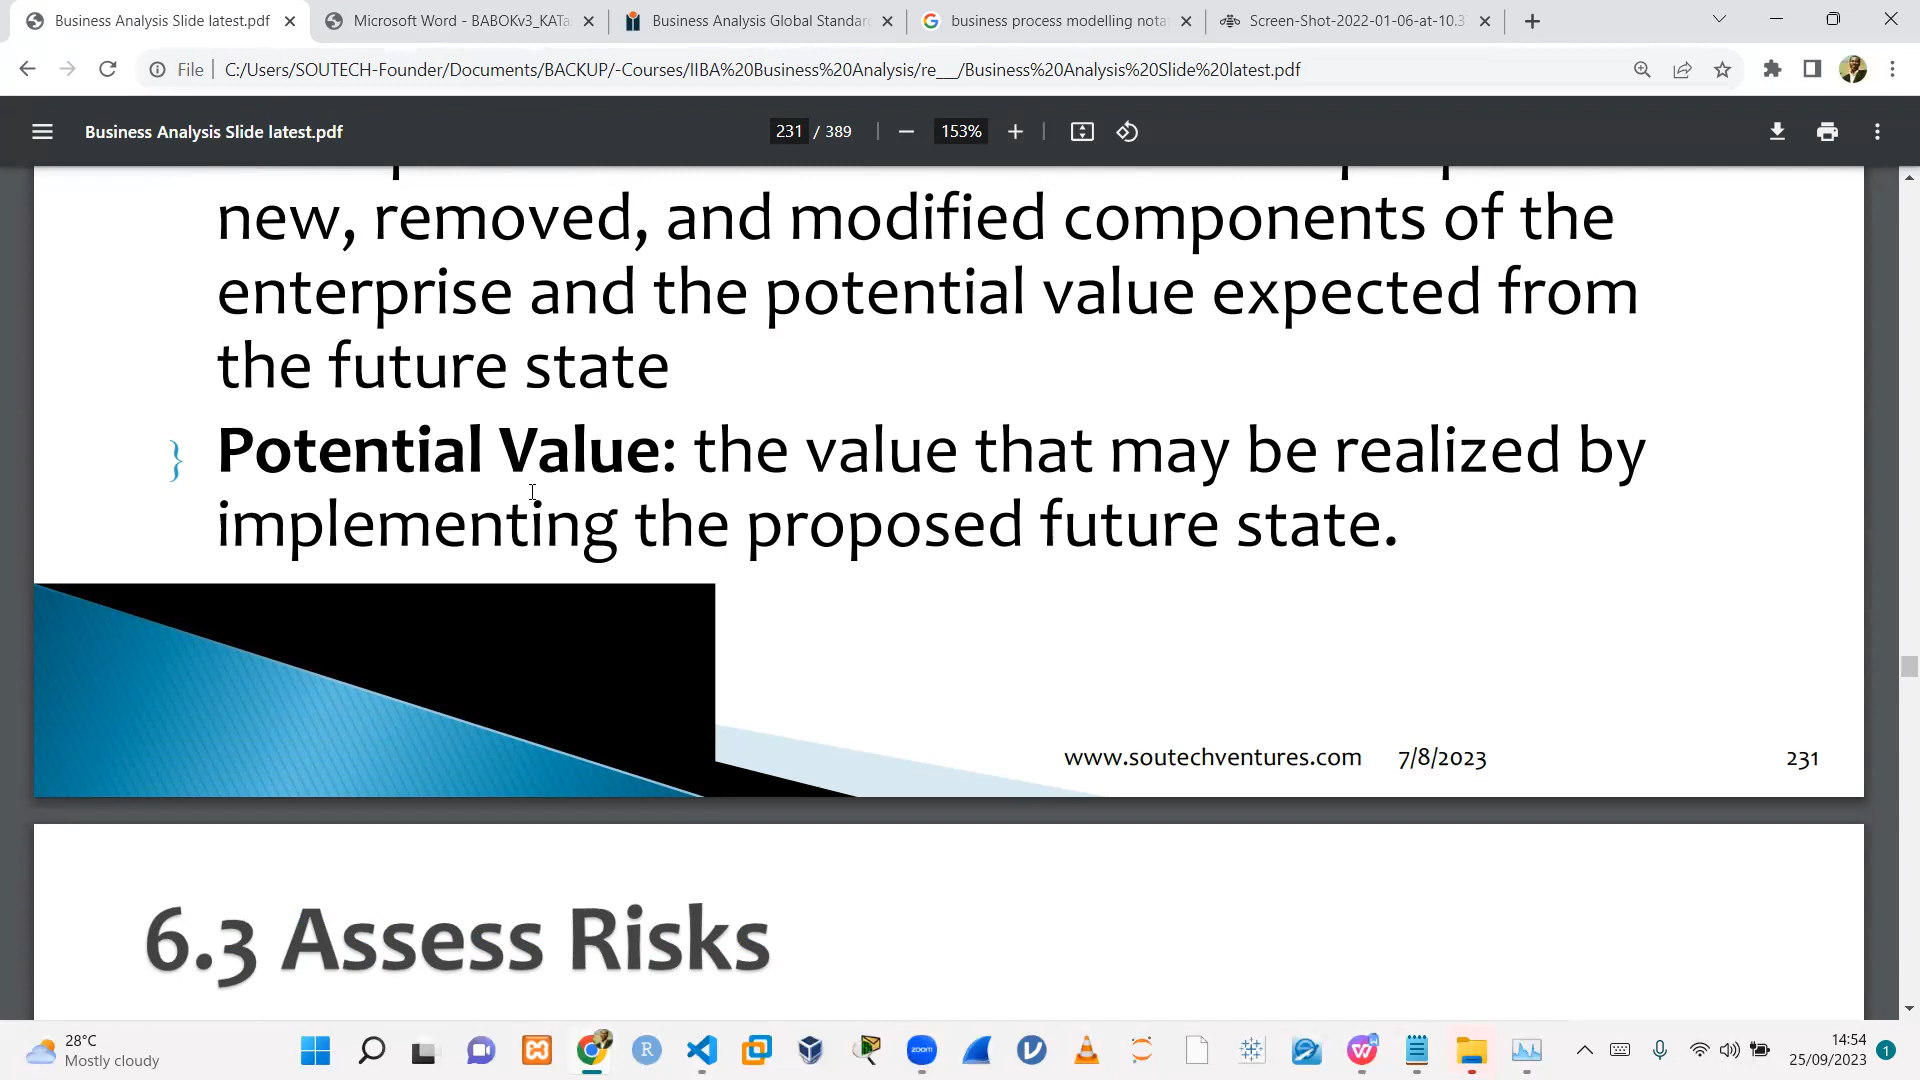 Business Analysis Slide latest.pdf
Microsoft Word - BABOKv3_KATa
Business Analysis Global Standar
business process modelling nota
Screen-Shot-2022-01-06-at-10.3
File
C:/Users/SOUTECH-Founder/Documents/BACKUP/-Courses/IIBA%20Business%20Analysis/re__/Business%20Analysis%20Slide%20latest.pdf
Business Analysis Slide latest.pdf
231 / 389
153%
new, removed, and modified components of the
enterprise and the potential value expected from
the future state
Potential Value: the value that may be realized by
implementing the proposed future state.
www.soutechventures.com 7/8/2023 231
6.3 Assess Risks
28°C
Mostly cloudy
zoom
14:54
25/09/2023
1